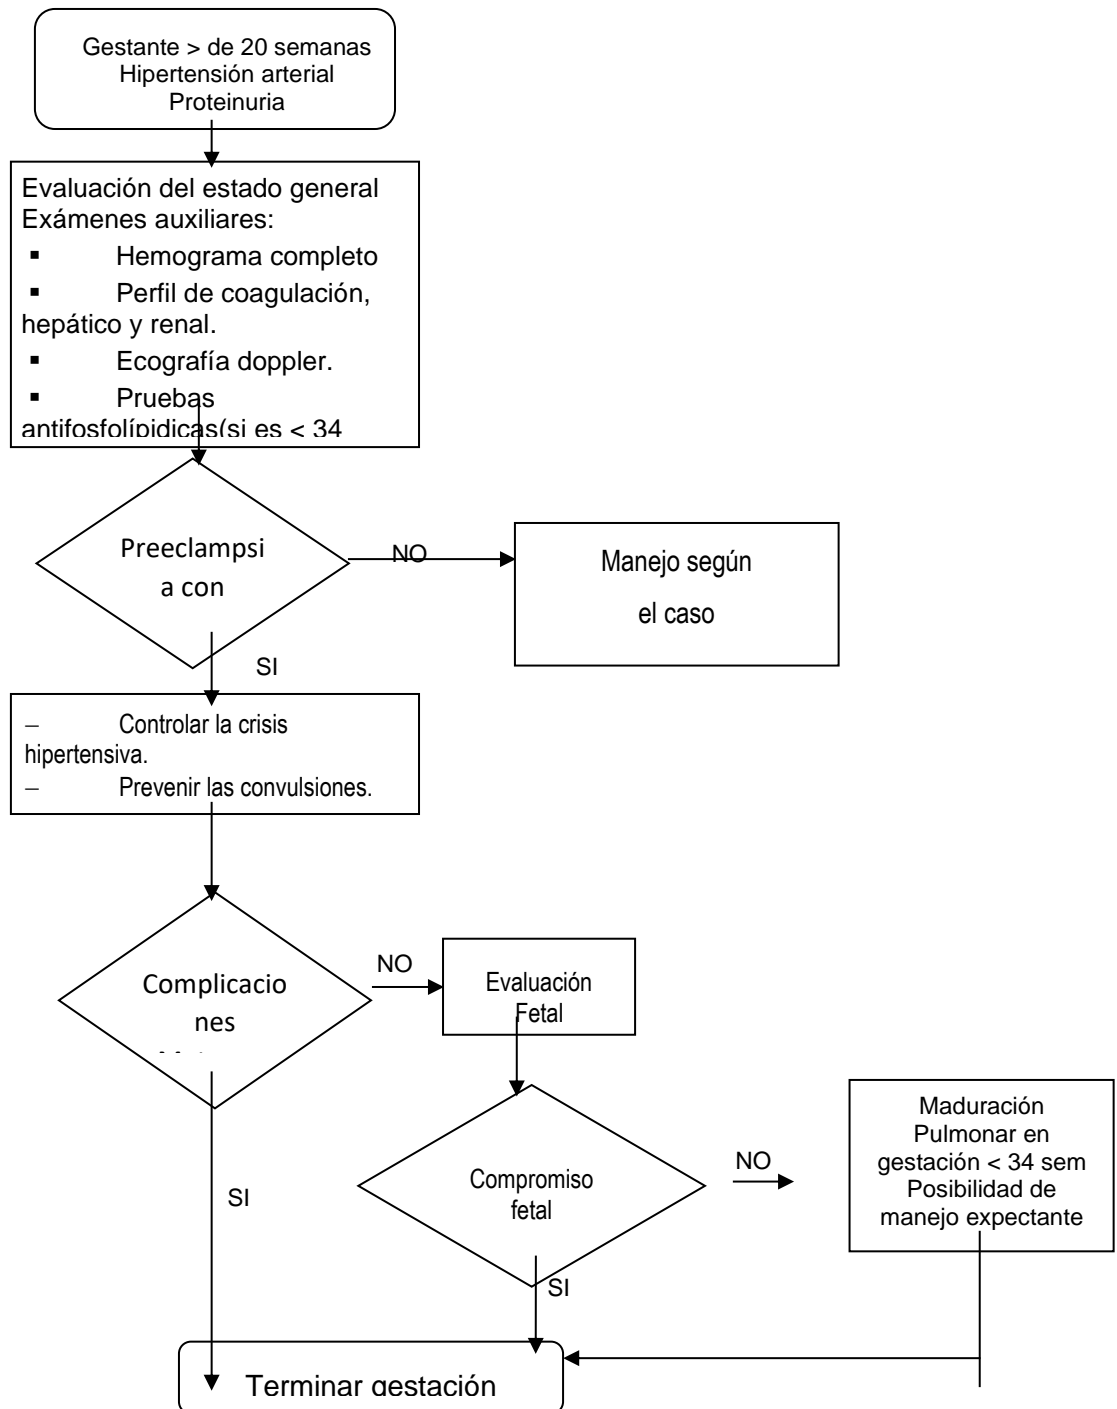 Gestante > de 20 semanas
Hipertensión arterial
Proteinuria
Evaluación del estado general
Exámenes auxiliares:
▪ Hemograma completo
▪ Perfil de coagulación,
hepático y renal.
▪ Ecografía doppler.
▪ Pruebas
antifosfolípidicas(si es < 34
Preeclampsi
a con
NO
Manejo según
el caso
SI
– Controlar la crisis
hipertensiva.
– Prevenir las convulsiones.
Complicacio
nes
NO
Evaluación
Fetal
SI
Compromiso
fetal
NO
Maduración
Pulmonar en
gestación < 34 sem
Posibilidad de
manejo expectante
SI
Terminar gestación